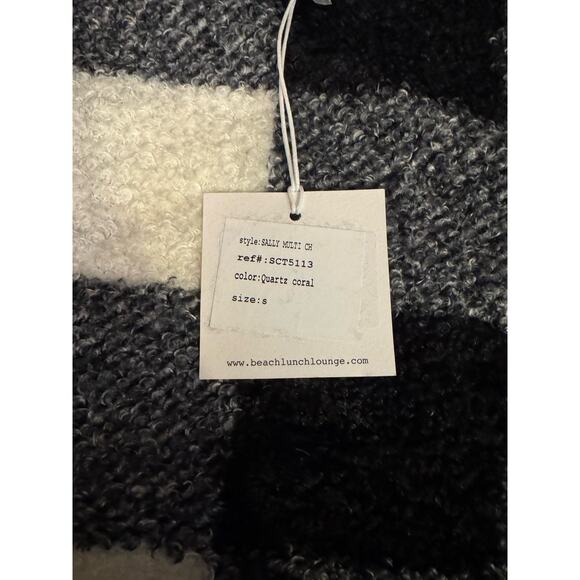 style:SALLY MULTI CH
ref#:SCT5113
color:Quartz coral
size:s
www.beachlunchlounge.com